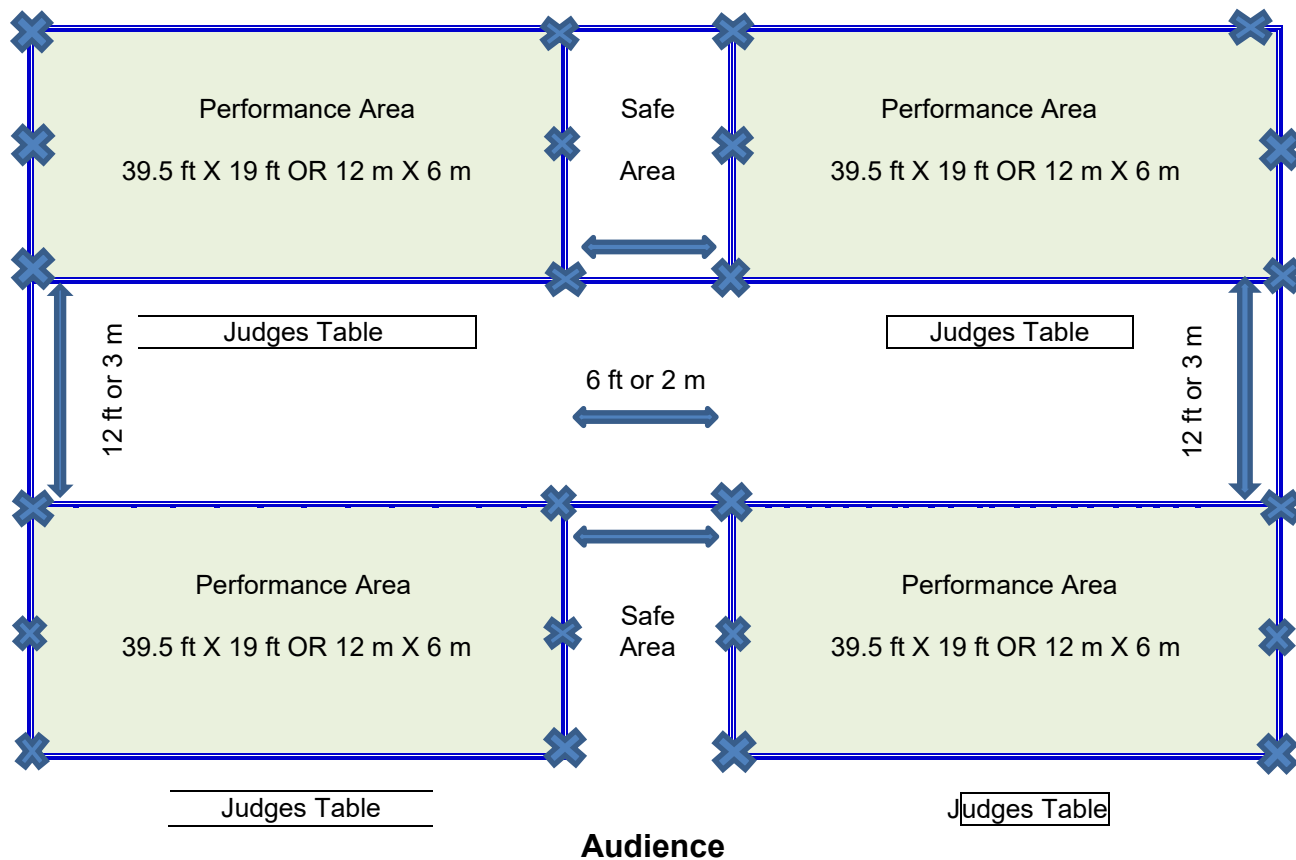 Performance Area
39.5 ft X 19 ft OR 12 m X 6 m
Safe
Area
Performance Area
39.5 ft X 19 ft OR 12 m X 6 m
12 ft or 3 m
Judges Table
6 ft or 2 m
Judges Table
12 ft or 3 m
Performance Area
39.5 ft X 19 ft OR 12 m X 6 m
Safe
Area
Performance Area
39.5 ft X 19 ft OR 12 m X 6 m
Judges Table
Judges Table
Audience